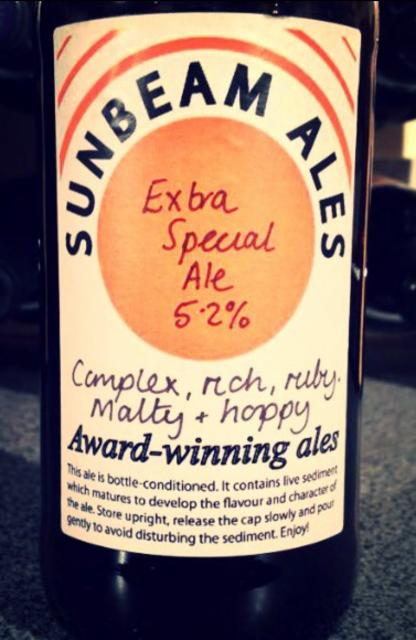 SUNBEAM ALES
Extra
Special
Ale
5.2%
Complex, rich, ruby.
Malty + hoppy
Award-winning ales
This ale is bottle-conditioned. It contains live sediment
which matures to develop the flavour and character of
the ale. Store upright, release the cap slowly and pour
gently to avoid disturbing the sediment. Enjoy!